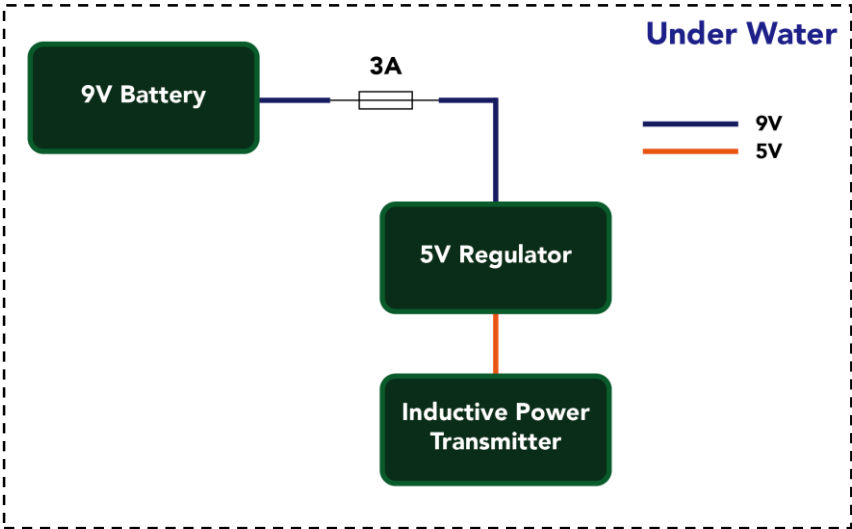 Under Water
3A
9V Battery
9V
5V
5V Regulator
Inductive Power
Transmitter